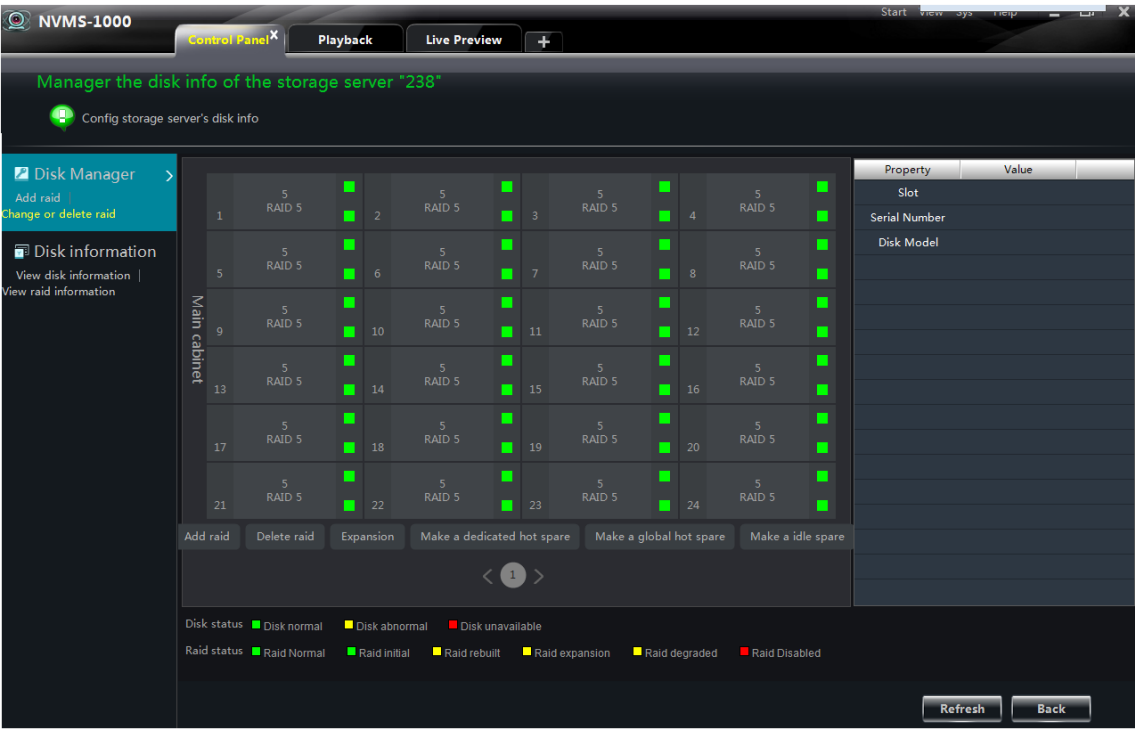 NVMS-1000
Start View Sys Help
Control Panel X
Playback
Live Preview
+
Manager the disk info of the storage server "238"
Config storage server's disk info
Disk Manager >
Add raid |
Change or delete raid
Disk information
View disk information |
View raid information
Main cabinet
5 5 5 5
RAID 5 RAID 5 RAID 5 RAID 5
1 2 3 4
5 5 5 5
RAID 5 RAID 5 RAID 5 RAID 5
5 6 7 8
5 5 5 5
RAID 5 RAID 5 RAID 5 RAID 5
9 10 11 12
5 5 5 5
RAID 5 RAID 5 RAID 5 RAID 5
13 14 15 16
5 5 5 5
RAID 5 RAID 5 RAID 5 RAID 5
17 18 19 20
5 5 5 5
RAID 5 RAID 5 RAID 5 RAID 5
21 22 23 24
Add raid Delete raid Expansion Make a dedicated hot spare Make a global hot spare Make a idle spare
< 1 >
Property Value
Slot
Serial Number
Disk Model
Disk status Disk normal Disk abnormal Disk unavailable
Raid status Raid Normal Raid initial Raid rebuilt Raid expansion Raid degraded Raid Disabled
Refresh Back